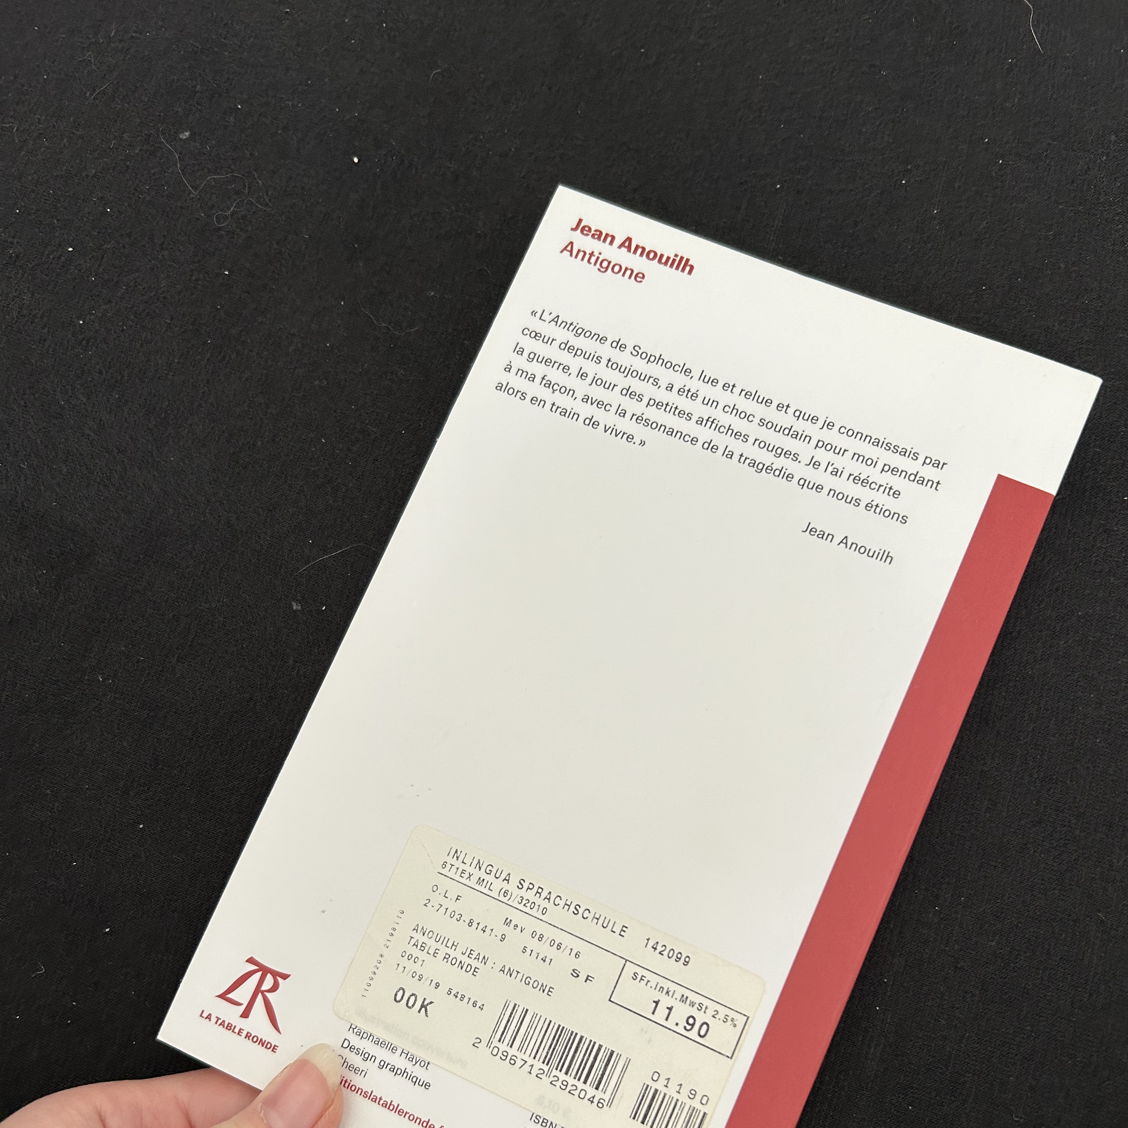 Jean Anouilh
Antigone
« L'Antigone de Sophocle, lue et relue et que je connaissais par
cœur depuis toujours, a été un choc soudain pour moi pendant
la guerre, le jour des petites affiches rouges. Je l'ai réécrite
à ma façon, avec la résonance de la tragédie que nous étions
alors en train de vivre. »
Jean Anouilh
INLINGUA SPRACHSCHULE 142099
6T1EX MIL (6)/32010
O.L.F Mev 08/06/16
2-7103-8141-9 51141 SF
SFr.inkl.MwSt 2.5%
11.90
ANOUILH JEAN : ANTIGONE
TABLE RONDE
0001
11/09/19 548164
00K
2 096712 292046
01190
LA TABLE RONDE
Raphaëlle Hayot
Design graphique
Cheeri
itionslatableronde.
ISBN